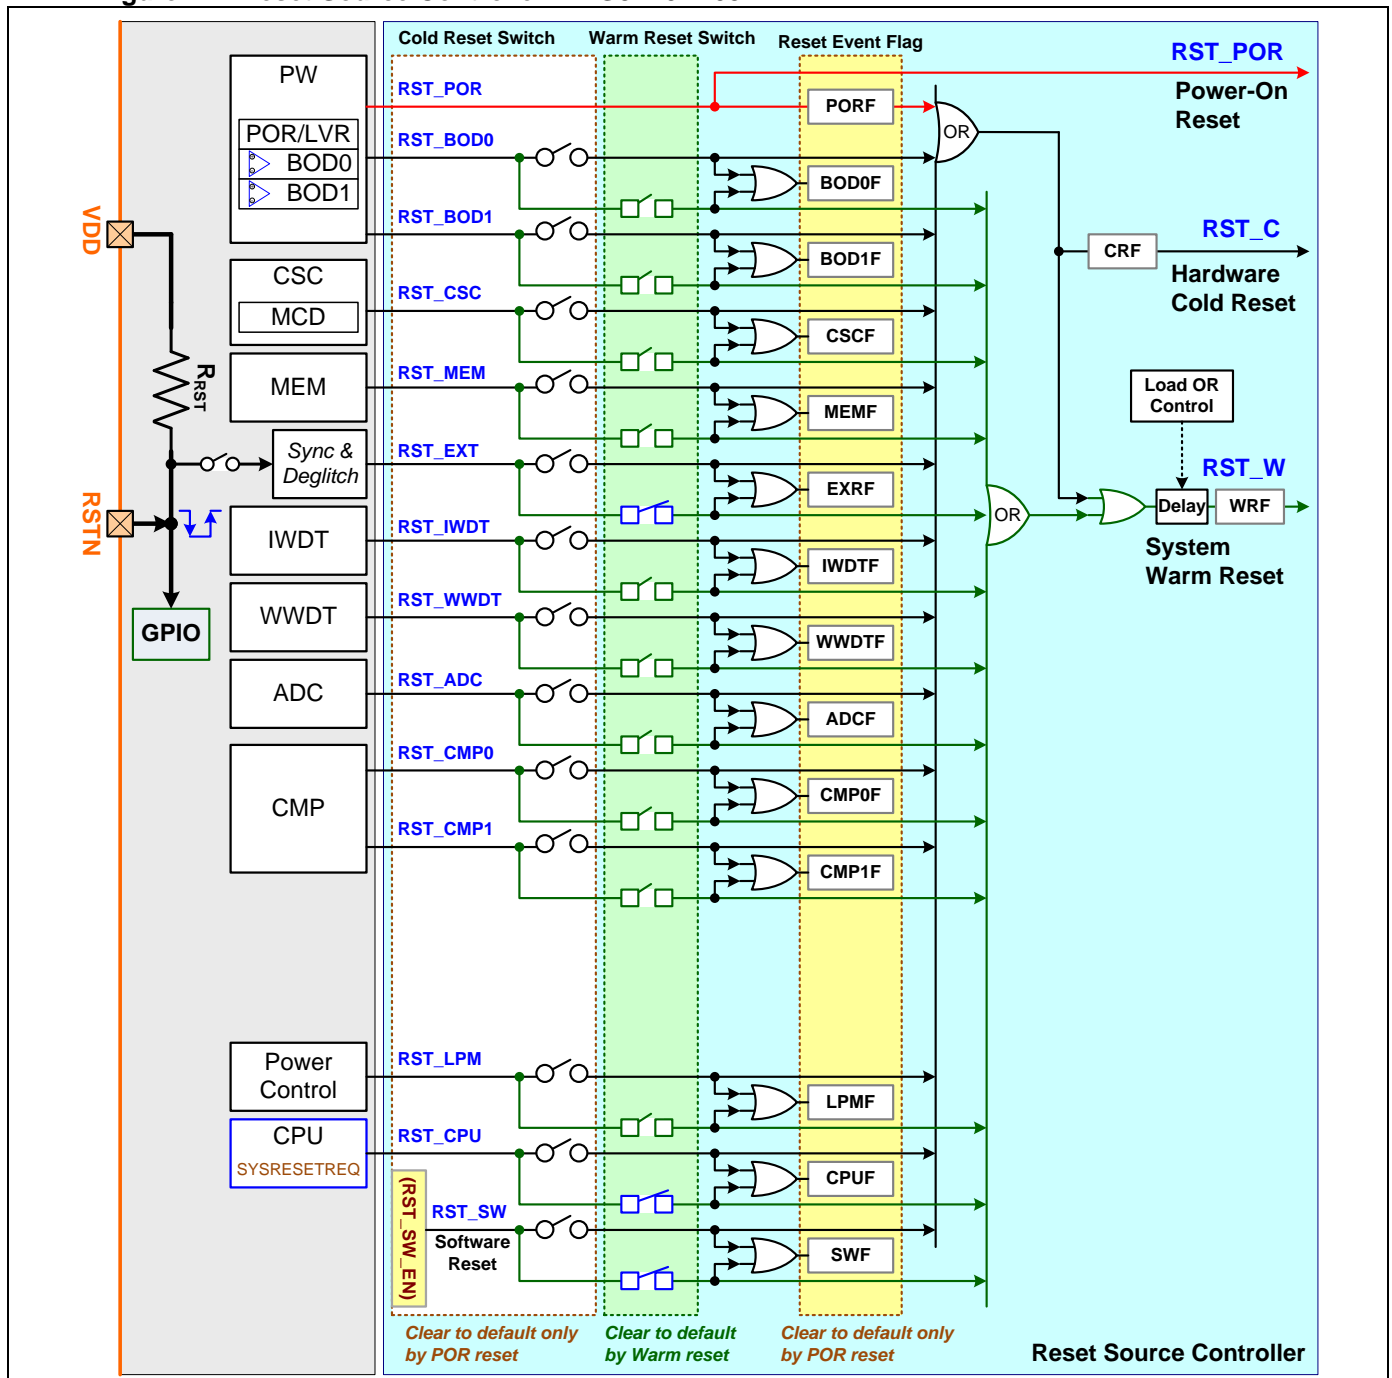 Cold Reset Switch
Warm Reset Switch
Reset Event Flag
RST_POR
Power-On
Reset
PW
POR/LVR
BOD0
BOD1
RST_POR
PORF
OR
RST_BOD0
BOD0F
RST_BOD1
BOD1F
VDD
CRF
RST_C
Hardware
Cold Reset
CSC
MCD
RST_CSC
CSCF
RRST
MEM
RST_MEM
MEMF
Load OR
Control
Sync &
Deglitch
RST_EXT
EXRF
RSTN
OR
Delay
WRF
RST_W
System
Warm Reset
IWDT
RST_IWDT
IWDTF
GPIO
WWDT
RST_WWDT
WWDTF
ADC
RST_ADC
ADCF
CMP
RST_CMP0
CMP0F
RST_CMP1
CMP1F
Power
Control
RST_LPM
LPMF
CPU
SYSRESETREQ
RST_CPU
CPUF
(RST_SW_EN)
RST_SW
Software
Reset
SWF
Clear to default only
by POR reset
Clear to default
by Warm reset
Clear to default only
by POR reset
Reset Source Controller